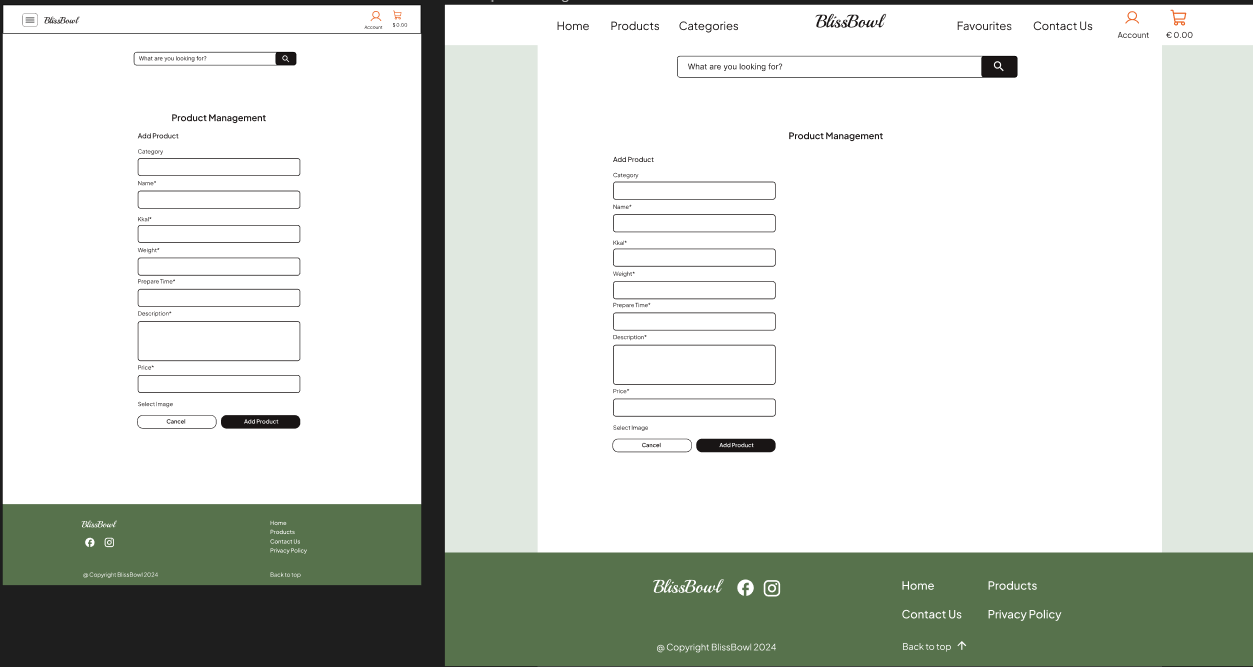 BlissBowl
Account
$ 0.00
What are you looking for?
Product Management
Add Product
Category
Name*
Kkal*
Weight*
Prepare Time*
Description*
Price*
Select Image
Cancel
Add Product
BlissBowl
Home
Products
Contact Us
Privacy Policy
@ Copyright BlissBowl 2024
Back to top
Home
Products
Categories
BlissBowl
Favourites
Contact Us
Account
€ 0.00
What are you looking for?
Product Management
Add Product
Category
Name*
Kkal*
Weight*
Prepare Time*
Description*
Price*
Select Image
Cancel
Add Product
BlissBowl
Home
Products
Contact Us
Privacy Policy
@ Copyright BlissBowl 2024
Back to top